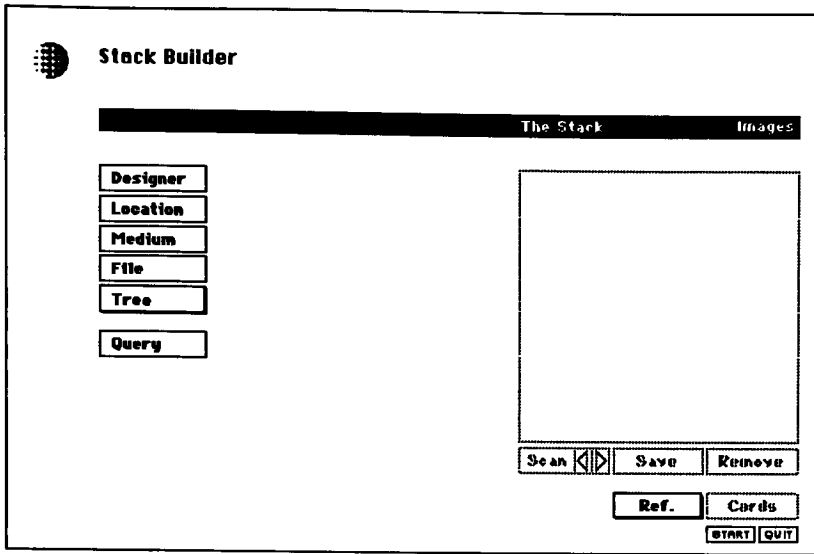 Stack Builder
The Stack Images
Designer
Location
Medium
File
Tree
Query
Scan Save Remove
Ref. Cards
START QUIT